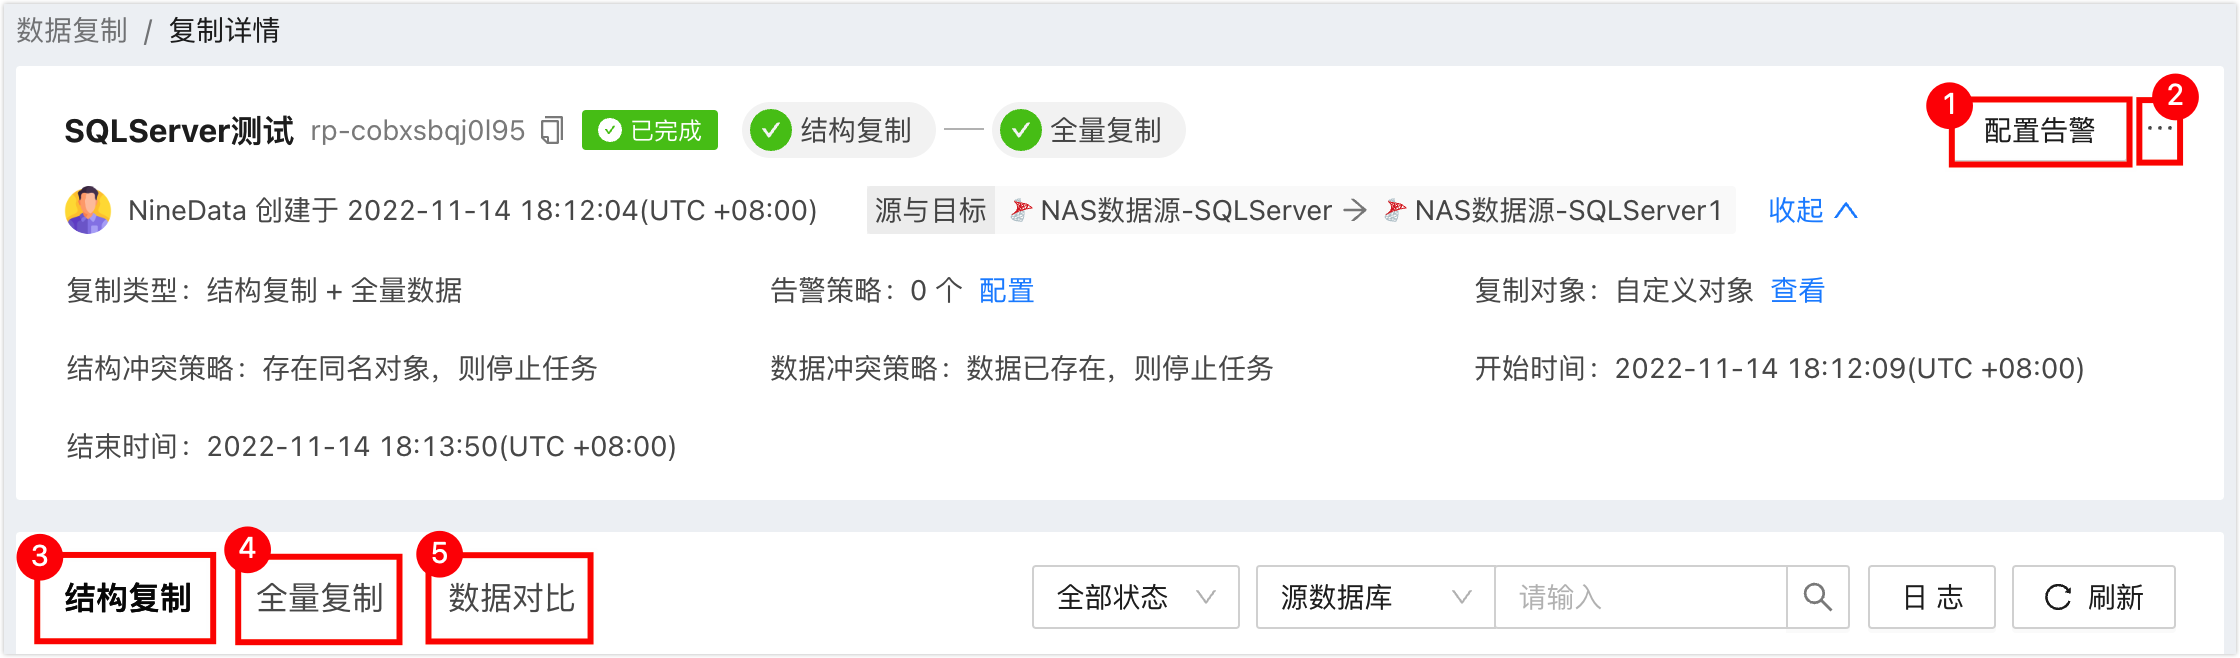 数据复制 / 复制详情
SQLServer测试 rp-cobxsbqj0l95 已完成 结构复制 全量复制 1 配置告警 2 ...
NineData 创建于 2022-11-14 18:12:04(UTC +08:00) 源与目标 NAS数据源-SQLServer → NAS数据源-SQLServer1 收起
复制类型：结构复制 + 全量数据 告警策略：0 个 配置 复制对象：自定义对象 查看
结构冲突策略：存在同名对象，则停止任务 数据冲突策略：数据已存在，则停止任务 开始时间：2022-11-14 18:12:09(UTC +08:00)
结束时间：2022-11-14 18:13:50(UTC +08:00)
3 结构复制 4 全量复制 5 数据对比 全部状态 源数据库 请输入 日 志 刷新